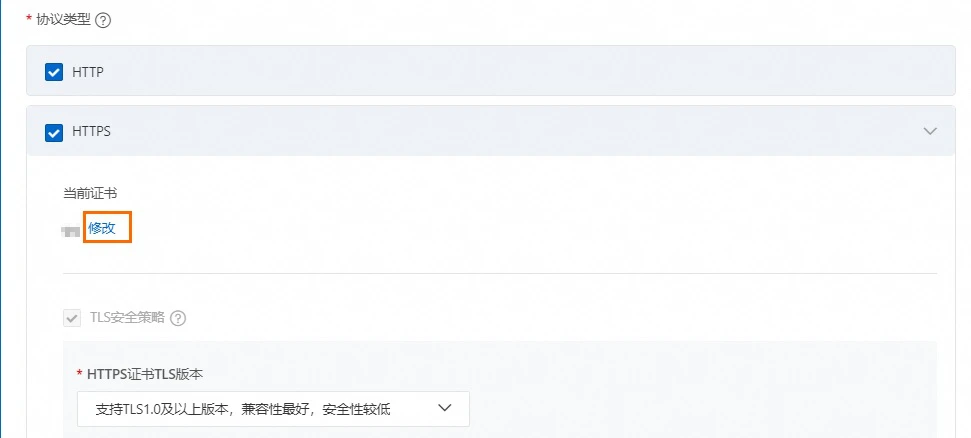 * 协议类型 ?
HTTP
HTTPS
当前证书
修改
TLS安全策略 ?
* HTTPS证书TLS版本
支持TLS1.0及以上版本，兼容性最好，安全性较低